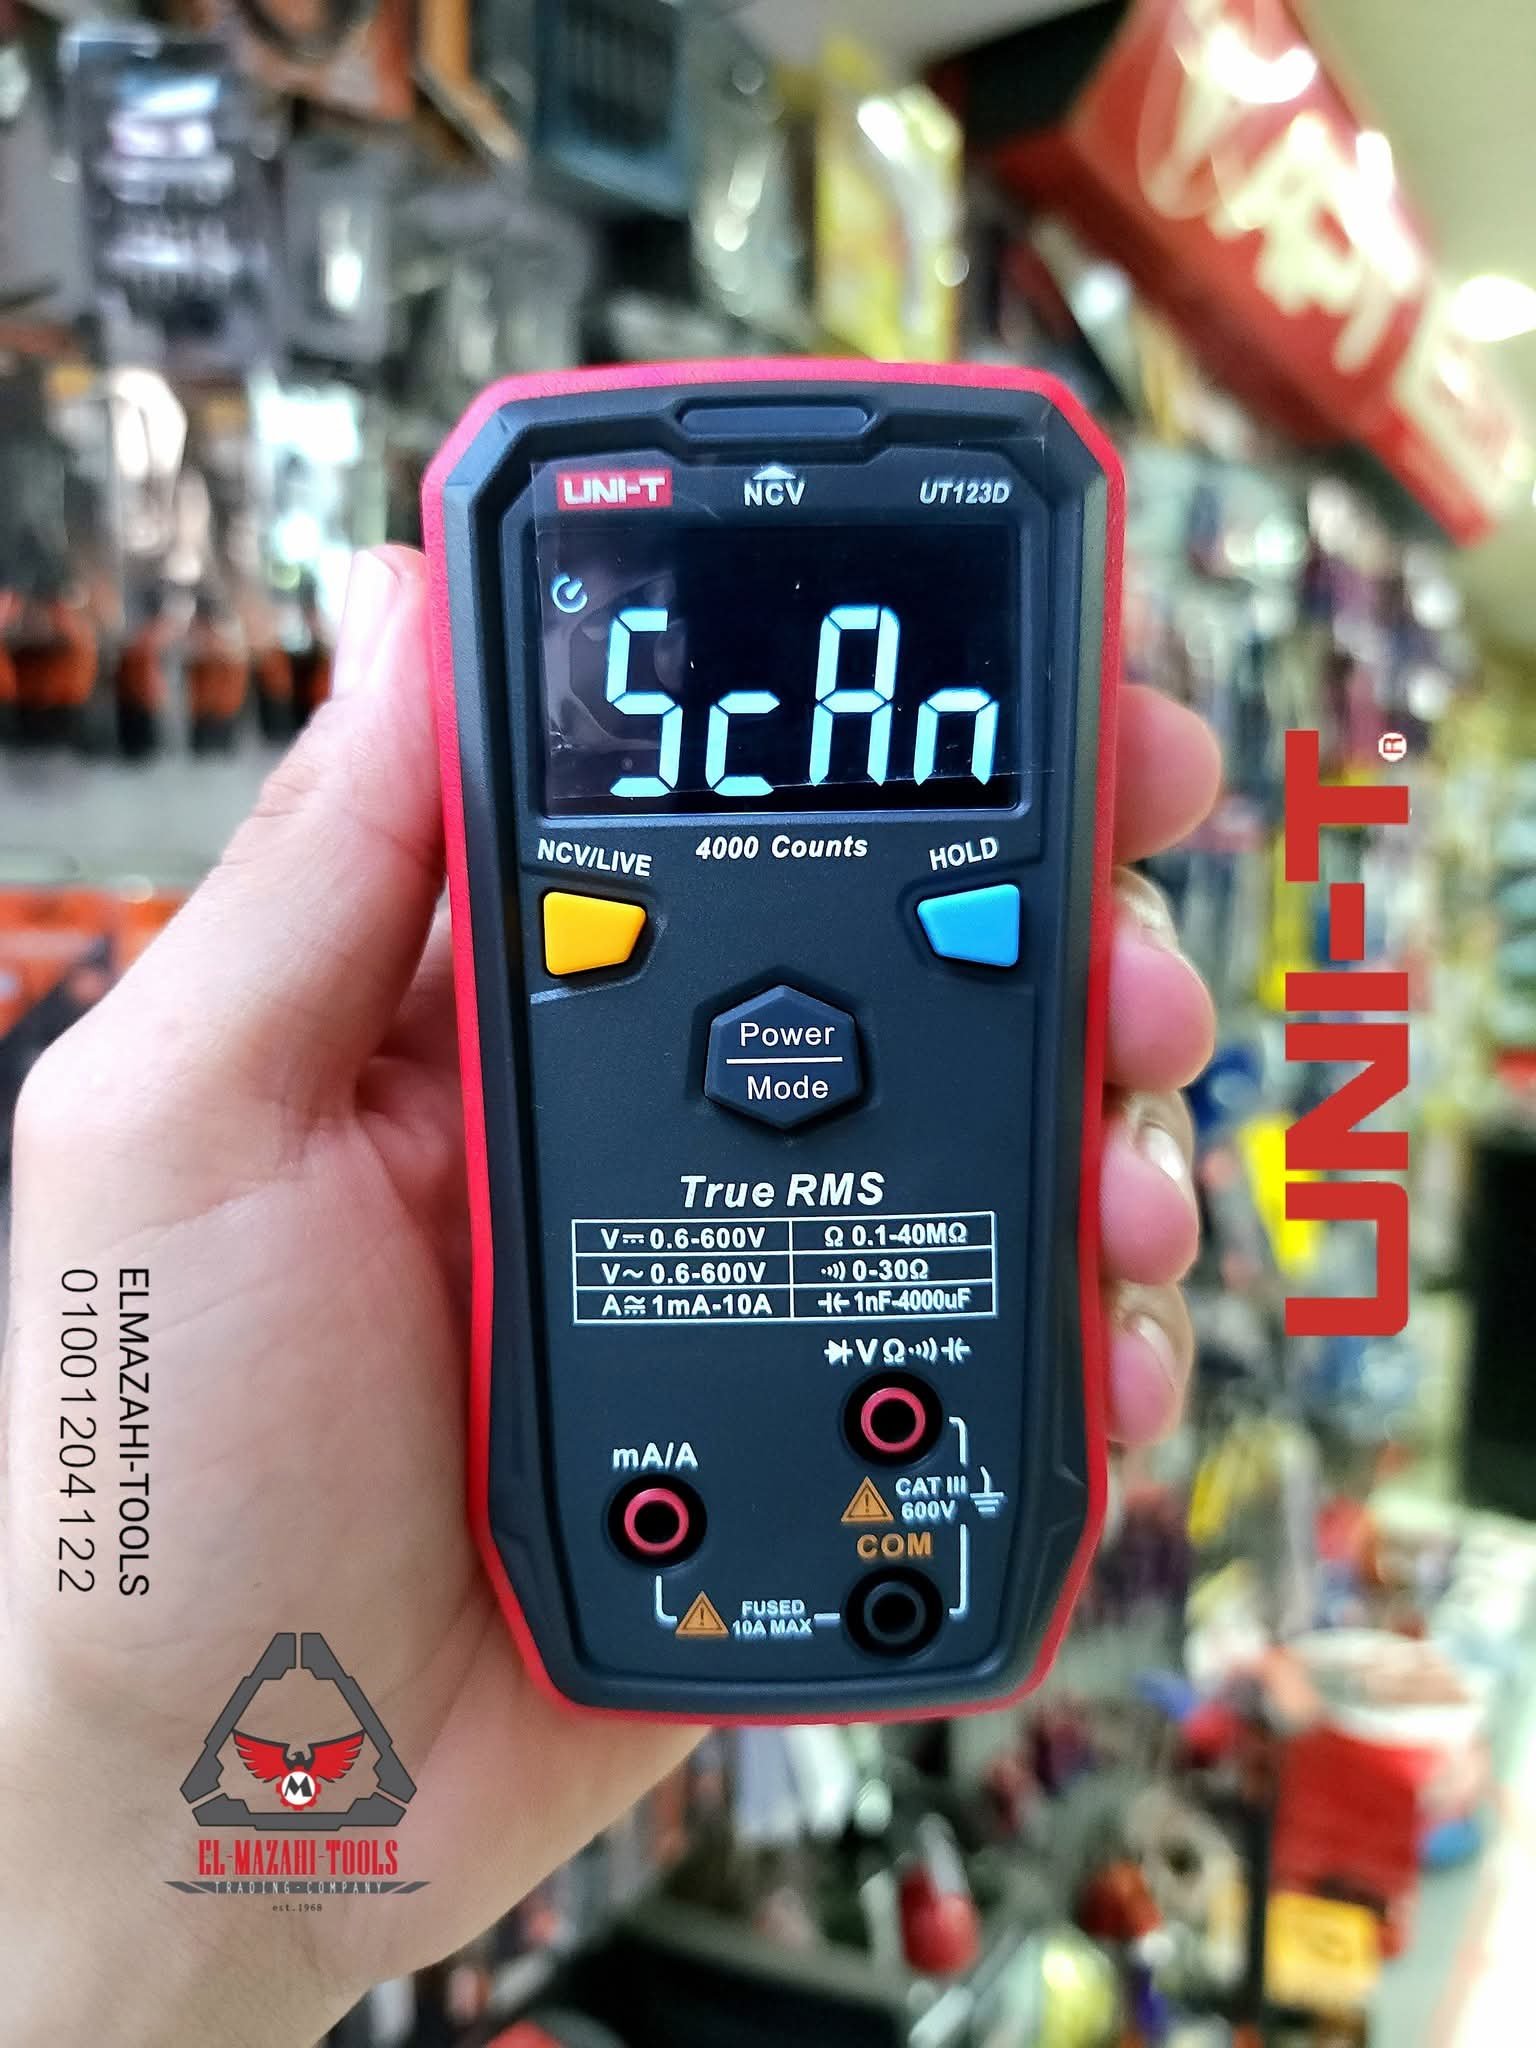 UNI-T
NCV
UT123D
ScAn
4000 Counts
NCV/LIVE
HOLD
Power
Mode
True RMS
V⎓ 0.6-600V
Ω 0.1-40MΩ
V~ 0.6-600V
•))) 0-30Ω
A≂ 1mA-10A
⊣⊢ 1nF-4000uF
V Ω •))) ⊣⊢
mA/A
CAT III
600V
COM
FUSED
10A MAX
UNI-T®
ELMAZAHI-TOOLS
01001204122
M
EL-MAZAHI-TOOLS
TRADING-COMPANY
est.1968